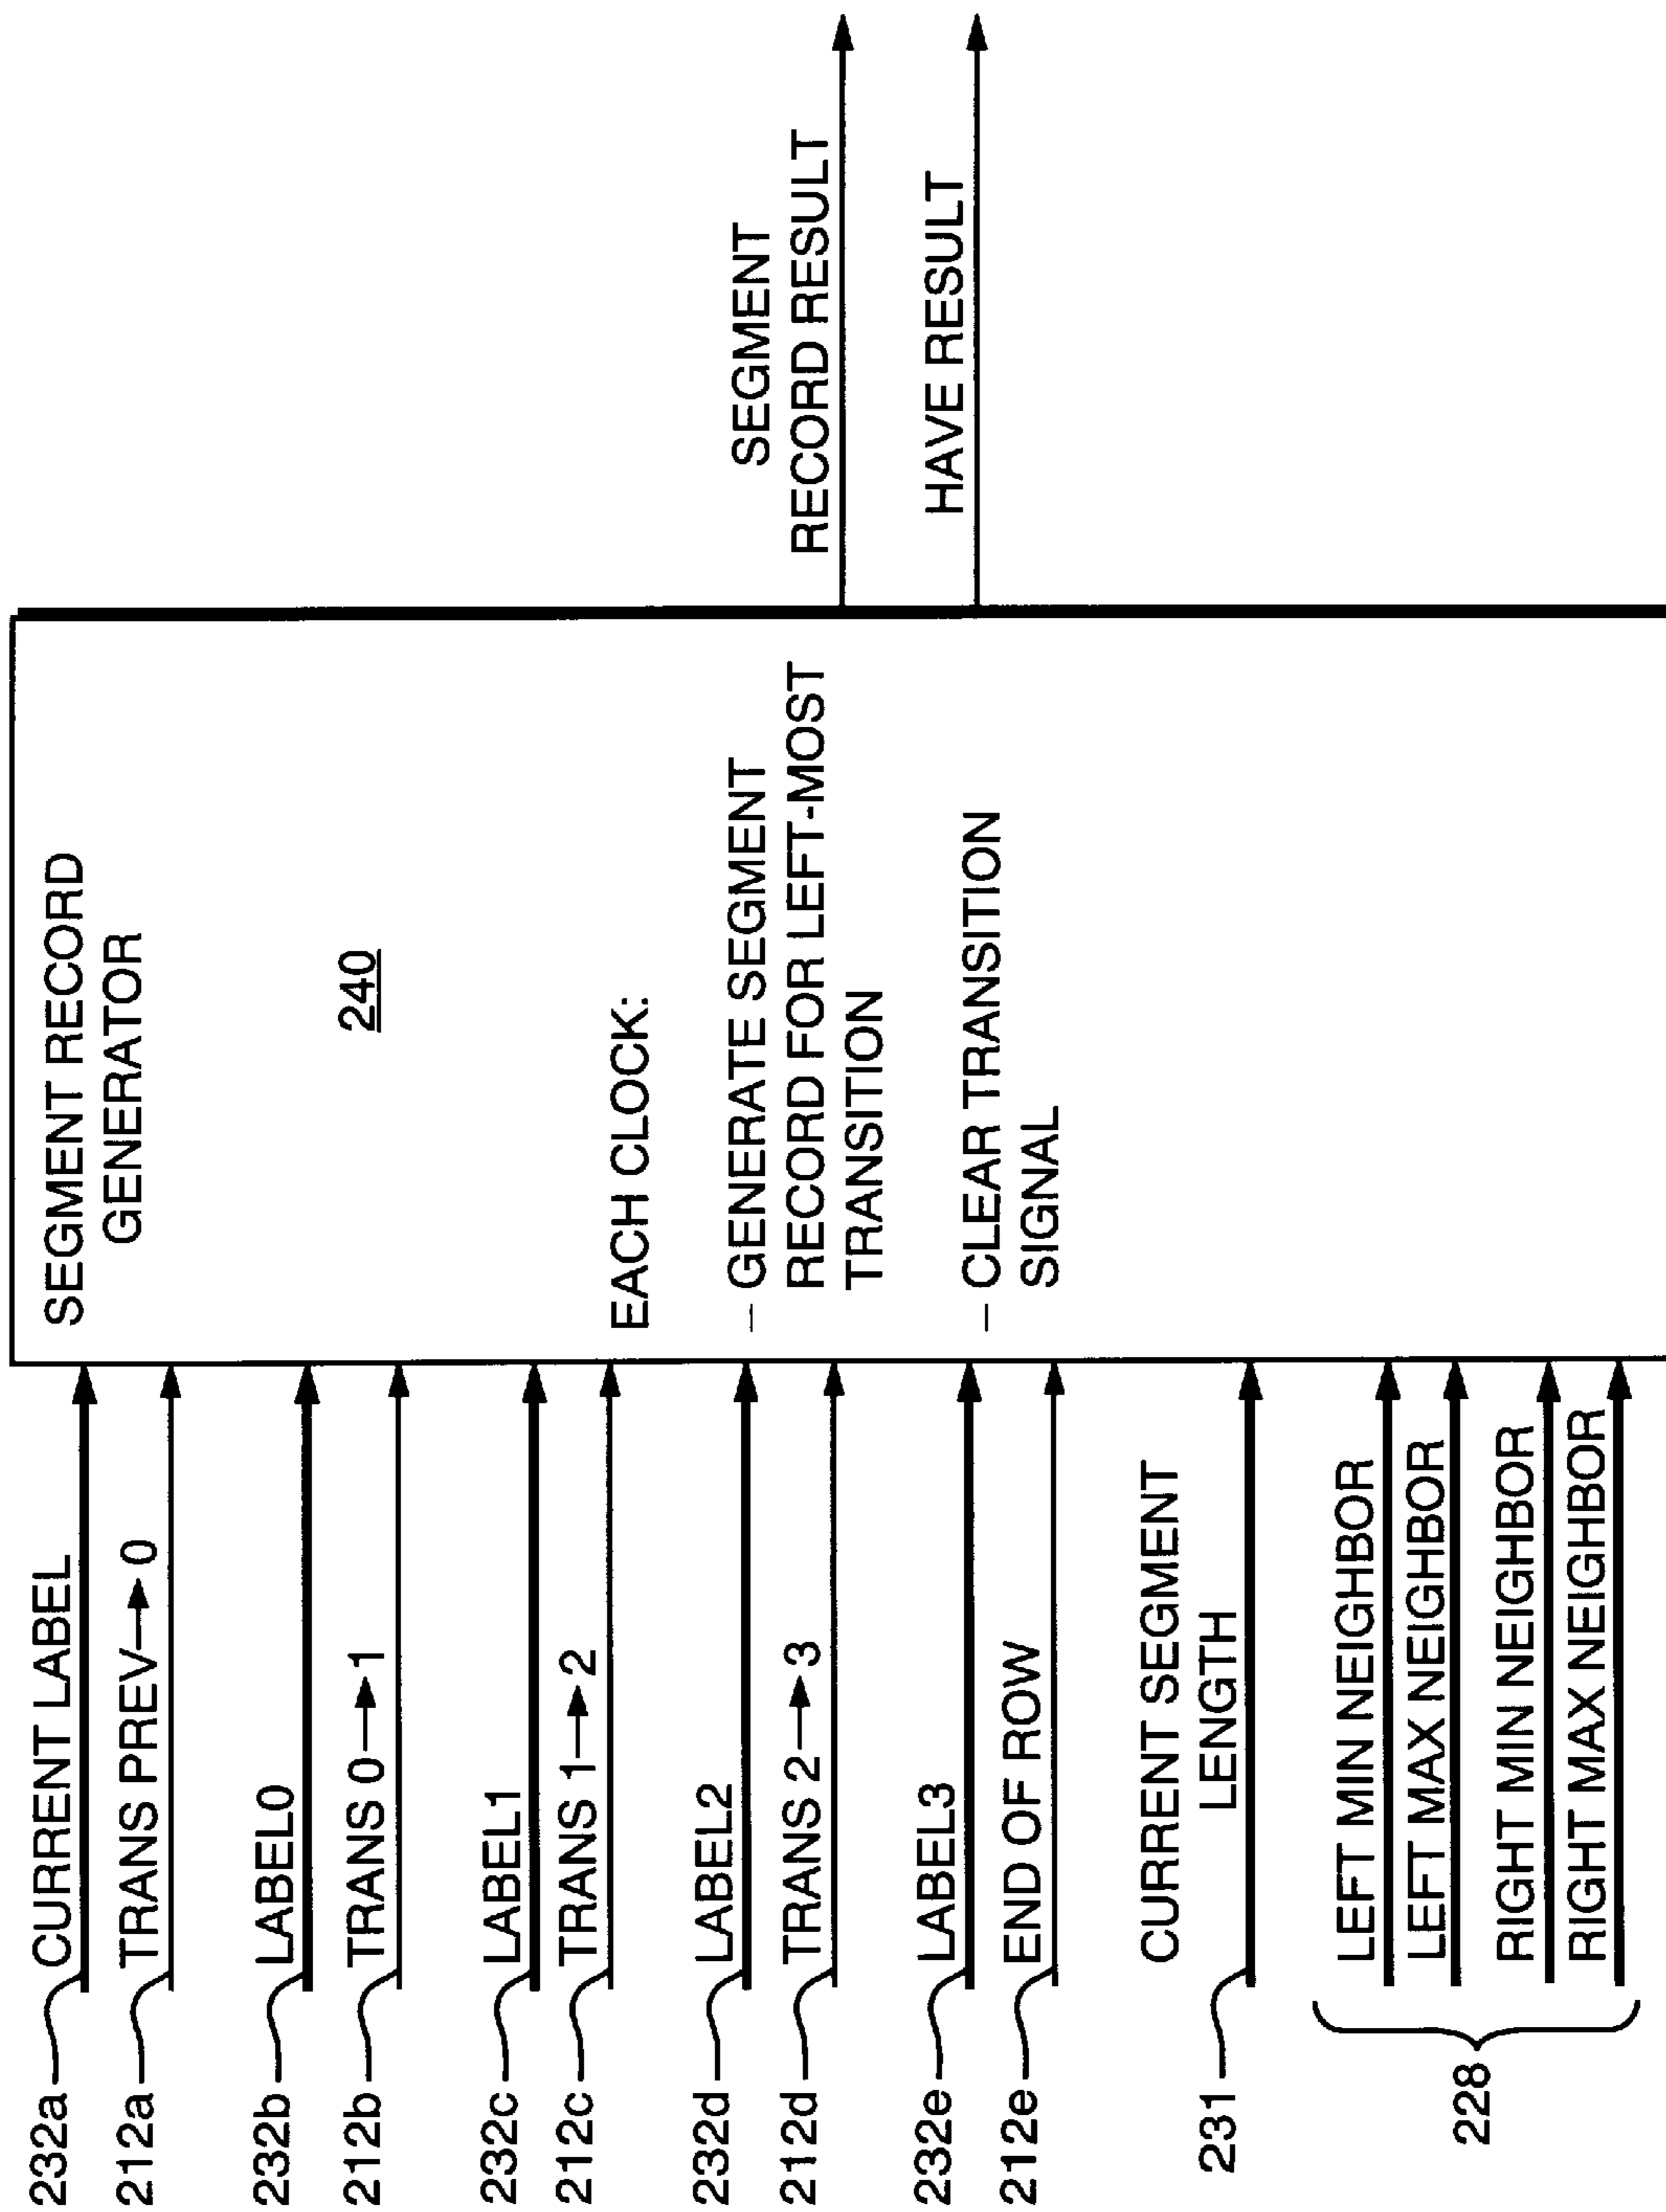 232a CURRENT LABEL
212a TRANS PREV→0
232b LABEL0
212b TRANS 0→1
232c LABEL1
212c TRANS 1→2
232d LABEL2
212d TRANS 2→3
232e LABEL3
212e END OF ROW
231 CURRENT SEGMENT
LENGTH
228
LEFT MIN NEIGHBOR
LEFT MAX NEIGHBOR
RIGHT MIN NEIGHBOR
RIGHT MAX NEIGHBOR
SEGMENT RECORD
GENERATOR
240
EACH CLOCK:
– GENERATE SEGMENT
RECORD FOR LEFT-MOST
TRANSITION
– CLEAR TRANSITION
SIGNAL
SEGMENT
RECORD RESULT
HAVE RESULT